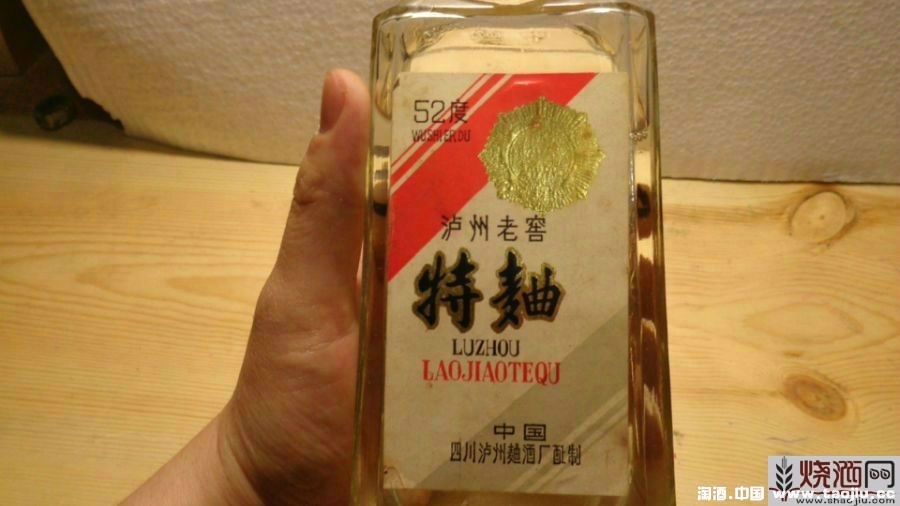 52度
WUSHIERDU
泸州老窖
特麯
LUZHOU
LAOJIAOTEQU
中国
四川泸州麯酒厂酝制
烧酒网
www.shaojiu.com
淘酒.中国 www.taojiu.cc